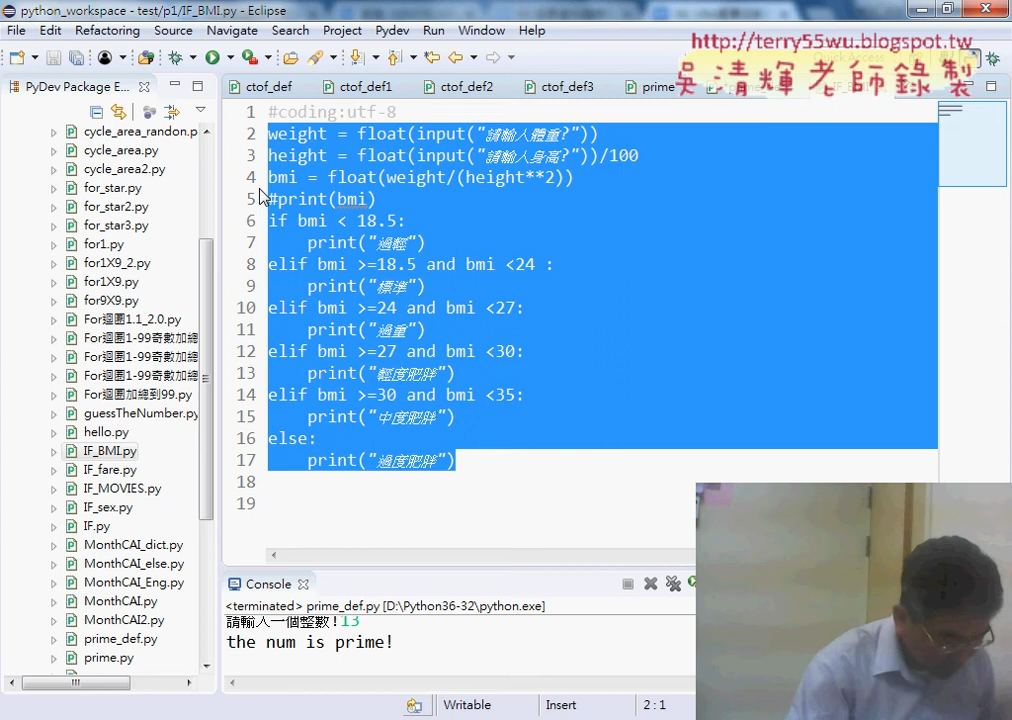 python_workspace - test/p1/IF_BMI.py - Eclipse
File Edit Refactoring Source Navigate Search Project Pydev Run Window Help
http://terry55wu.blogspot.tw
吳清輝老師錄製
PyDev Package E...
ctof_def ctof_def1 ctof_def2 ctof_def3 prime
cycle_area_randon.p
cycle_area.py
cycle_area2.py
for_star.py
for_star2.py
for_star3.py
for1.py
for1X9_2.py
for1X9.py
for9X9.py
For迴圈1.1_2.0.py
For迴圈1-99奇數加總
For迴圈1-99奇數加總
For迴圈1-99奇數加總
For迴圈加總到99.py
guessTheNumber.py
hello.py
IF_BMI.py
IF_fare.py
IF_MOVIES.py
IF_sex.py
IF.py
MonthCAI_dict.py
MonthCAI_else.py
MonthCAI_Eng.py
MonthCAI.py
MonthCAI2.py
prime_def.py
prime.py
1 #coding:utf-8
2 weight = float(input("請輸入體重?"))
3 height = float(input("請輸入身高?"))/100
4 bmi = float(weight/(height**2))
5 #print(bmi)
6 if bmi < 18.5:
7 print("過輕")
8 elif bmi >=18.5 and bmi <24 :
9 print("標準")
10 elif bmi >=24 and bmi <27:
11 print("過重")
12 elif bmi >=27 and bmi <30:
13 print("輕度肥胖")
14 elif bmi >=30 and bmi <35:
15 print("中度肥胖")
16 else:
17 print("過度肥胖")
18
19
Console
<terminated> prime_def.py [D:\Python36-32\python.exe]
請輸入一個整數!13
the num is prime!
Writable Insert 2:1